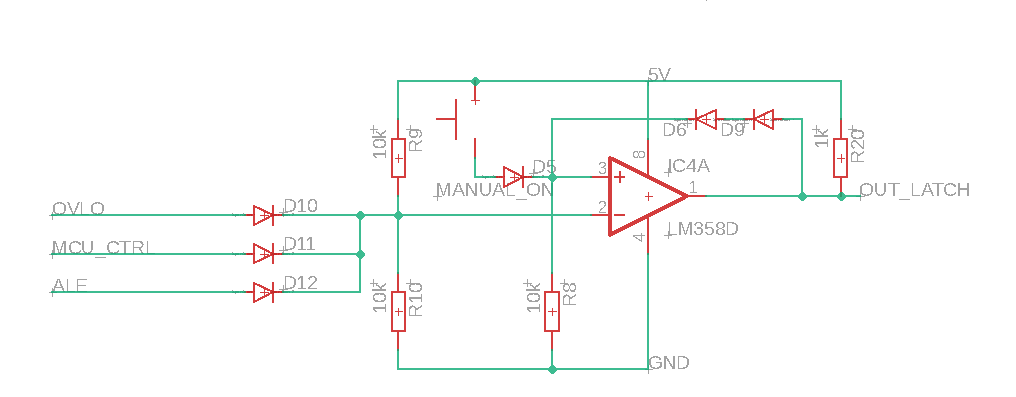 5V
D6
D9
10k
R9
1k
R20
8
IC4A
D5
3
1
MANUAL_ON
OUT_LATCH
2
OVLO
D10
LM358D
4
MCU_CTRL
D11
ALE
D12
10k
R10
10k
R8
GND